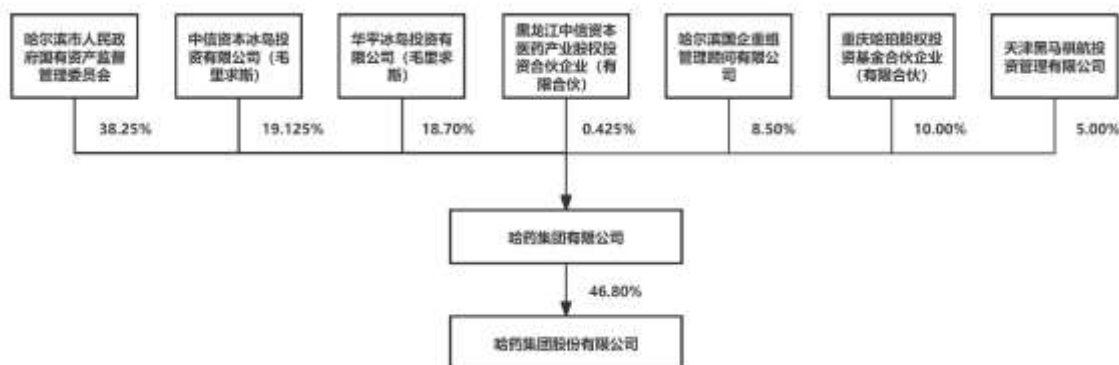 哈尔滨市人民政
府国有资产监督
管理委员会
中信资本冰岛投
资有限公司（毛
里求斯）
华平冰岛投资有
限公司（毛里求
斯）
黑龙江中信资本
医药产业股权投
资合伙企业（有
限合伙）
哈尔滨国企重组
管理顾问有限公
司
重庆哈珀股权投
资基金合伙企业
（有限合伙）
天津黑马祺航投
资管理有限公司
38.25%
19.125%
18.70%
0.425%
8.50%
10.00%
5.00%
哈药集团有限公司
46.80%
哈药集团股份有限公司